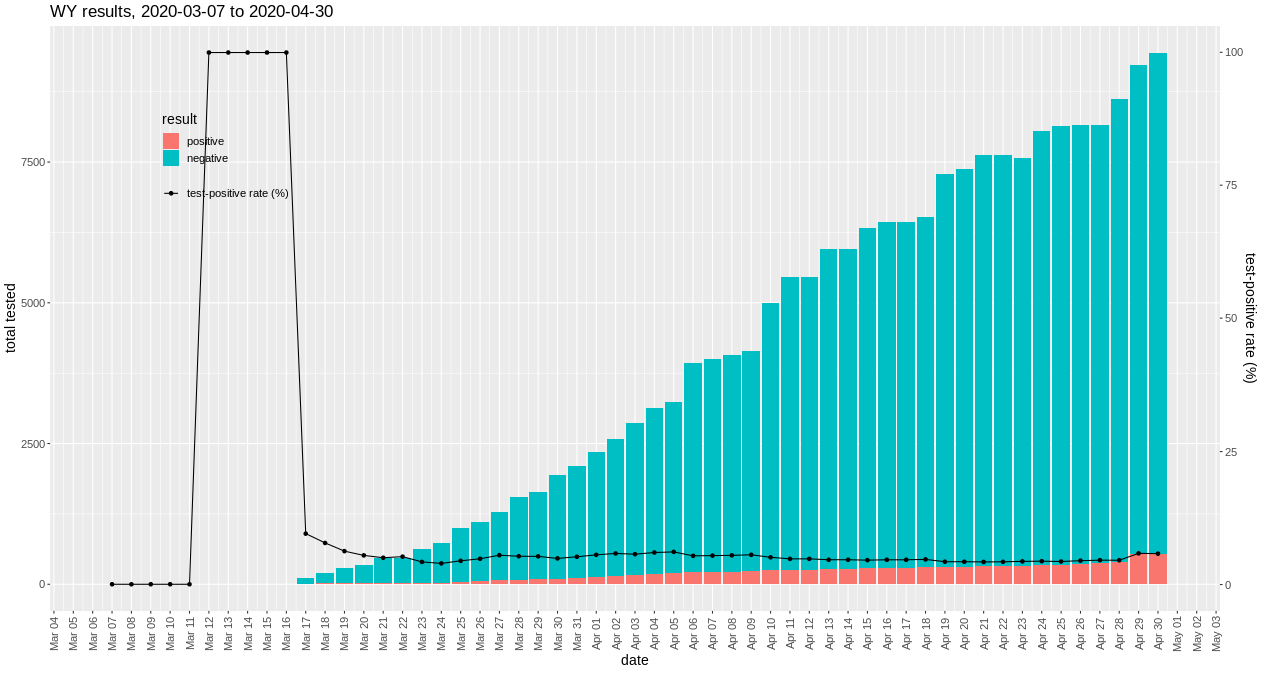 WY results, 2020-03-07 to 2020-04-30
result
positive
negative
test-positive rate (%)
total tested
7500
5000
2500
0
100
75
50
25
0
test-positive rate (%)
Mar 04
Mar 05
Mar 06
Mar 07
Mar 08
Mar 09
Mar 10
Mar 11
Mar 12
Mar 13
Mar 14
Mar 15
Mar 16
Mar 17
Mar 18
Mar 19
Mar 20
Mar 21
Mar 22
Mar 23
Mar 24
Mar 25
Mar 26
Mar 27
Mar 28
Mar 29
Mar 30
Mar 31
Apr 01
Apr 02
Apr 03
Apr 04
Apr 05
Apr 06
Apr 07
Apr 08
Apr 09
Apr 10
Apr 11
Apr 12
Apr 13
Apr 14
Apr 15
Apr 16
Apr 17
Apr 18
Apr 19
Apr 20
Apr 21
Apr 22
Apr 23
Apr 24
Apr 25
Apr 26
Apr 27
Apr 28
Apr 29
Apr 30
May 01
May 02
May 03
date